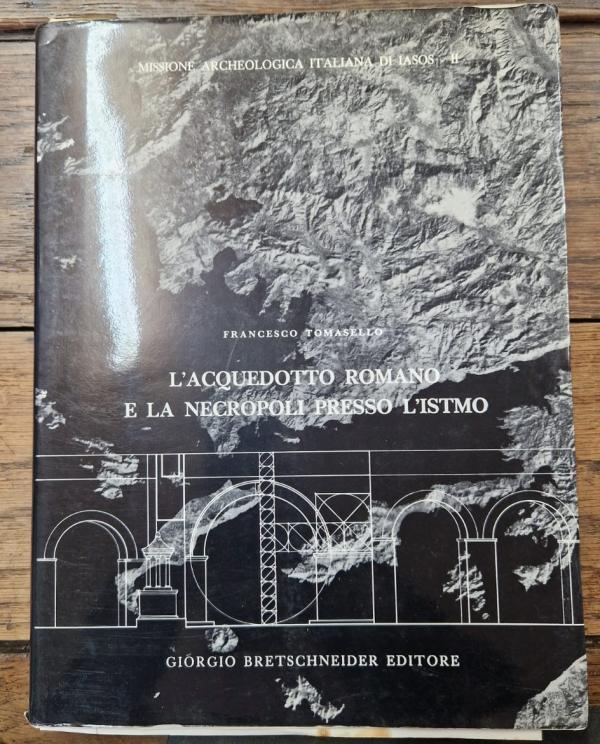 MISSIONE ARCHEOLOGICA ITALIANA DI IASOS - II
FRANCESCO TOMASELLO
L'ACQUEDOTTO ROMANO
E LA NECROPOLI PRESSO L'ISTMO
GIORGIO BRETSCHNEIDER EDITORE